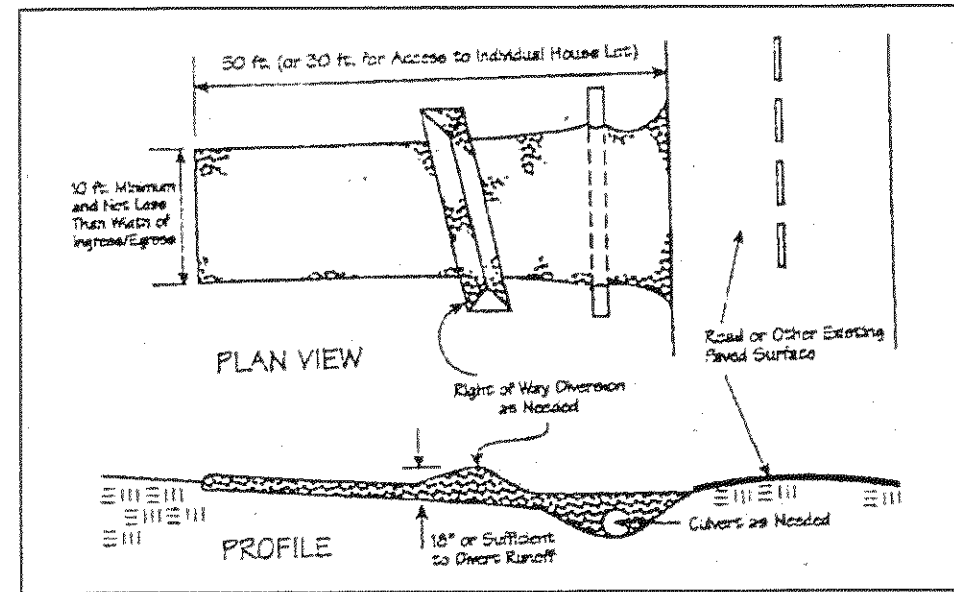 50 ft. (or 30 ft. for Access to Individual House Lot)
10 ft. Minimum
and Not Less
Than Width of
Ingress/Egress
PLAN VIEW
Road or Other Existing
Paved Surface
Right of Way Diversion
as Needed
Culvert as Needed
18" or Sufficient
to Divert Runoff
PROFILE